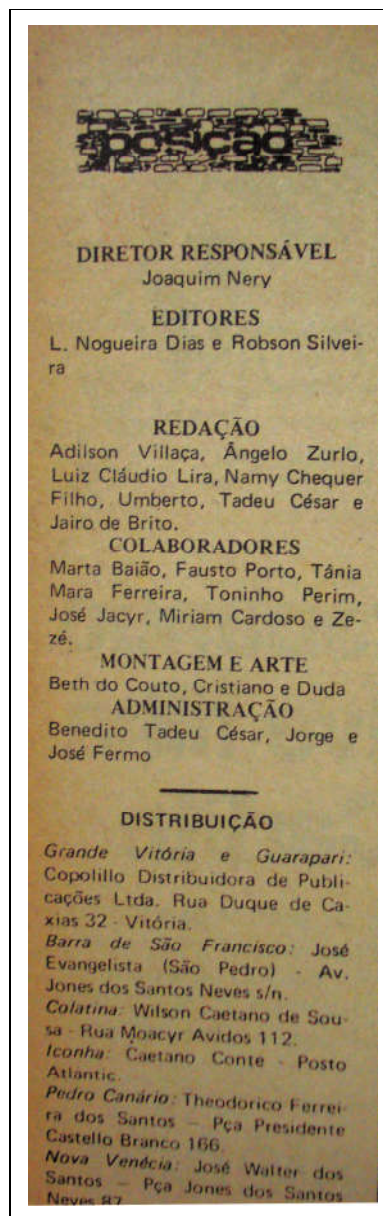 posição
DIRETOR RESPONSÁVEL
Joaquim Nery
EDITORES
L. Nogueira Dias e Robson Silvei-
ra
REDAÇÃO
Adilson Villaça, Ângelo Zurlo,
Luiz Cláudio Lira, Namy Chequer
Filho, Umberto, Tadeu César e
Jairo de Brito.
COLABORADORES
Marta Baião, Fausto Porto, Tânia
Mara Ferreira, Toninho Perim,
José Jacyr, Miriam Cardoso e Ze-
zé.
MONTAGEM E ARTE
Beth do Couto, Cristiano e Duda
ADMINISTRAÇÃO
Benedito Tadeu César, Jorge e
José Fermo
DISTRIBUIÇÃO
Grande Vitória e Guarapari:
Copolillo Distribuidora de Publi-
cações Ltda. Rua Duque de Ca-
xias 32 - Vitória.
Barra de São Francisco: José
Evangelista (São Pedro) - Av.
Jones dos Santos Neves s/n.
Colatina: Wilson Caetano de Sou-
sa - Rua Moacyr Avidos 112.
Iconha: Caetano Conte - Posto
Atlantic.
Pedro Canário: Theodorico Ferrei-
ra dos Santos – Pça Presidente
Castello Branco 166.
Nova Venécia: José Walter dos
Santos – Pça Jones dos Santos
Neves 87